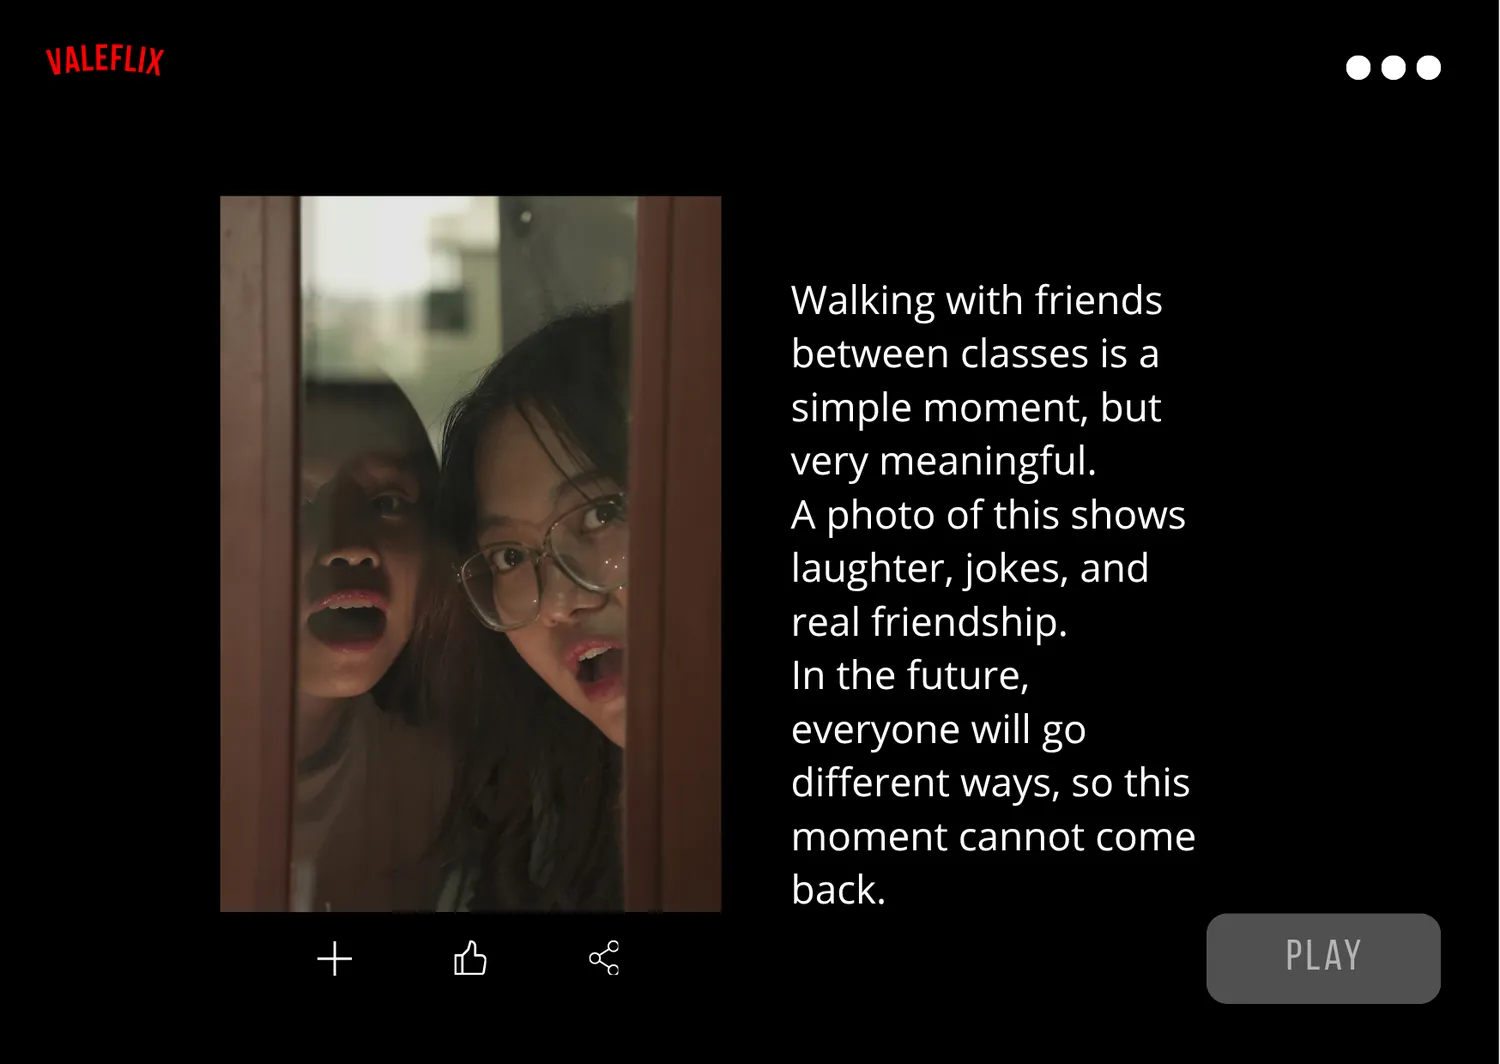 VALEFLIX
Walking with friends
between classes is a
simple moment, but
very meaningful.
A photo of this shows
laughter, jokes, and
real friendship.
In the future,
everyone will go
different ways, so this
moment cannot come
back.
PLAY